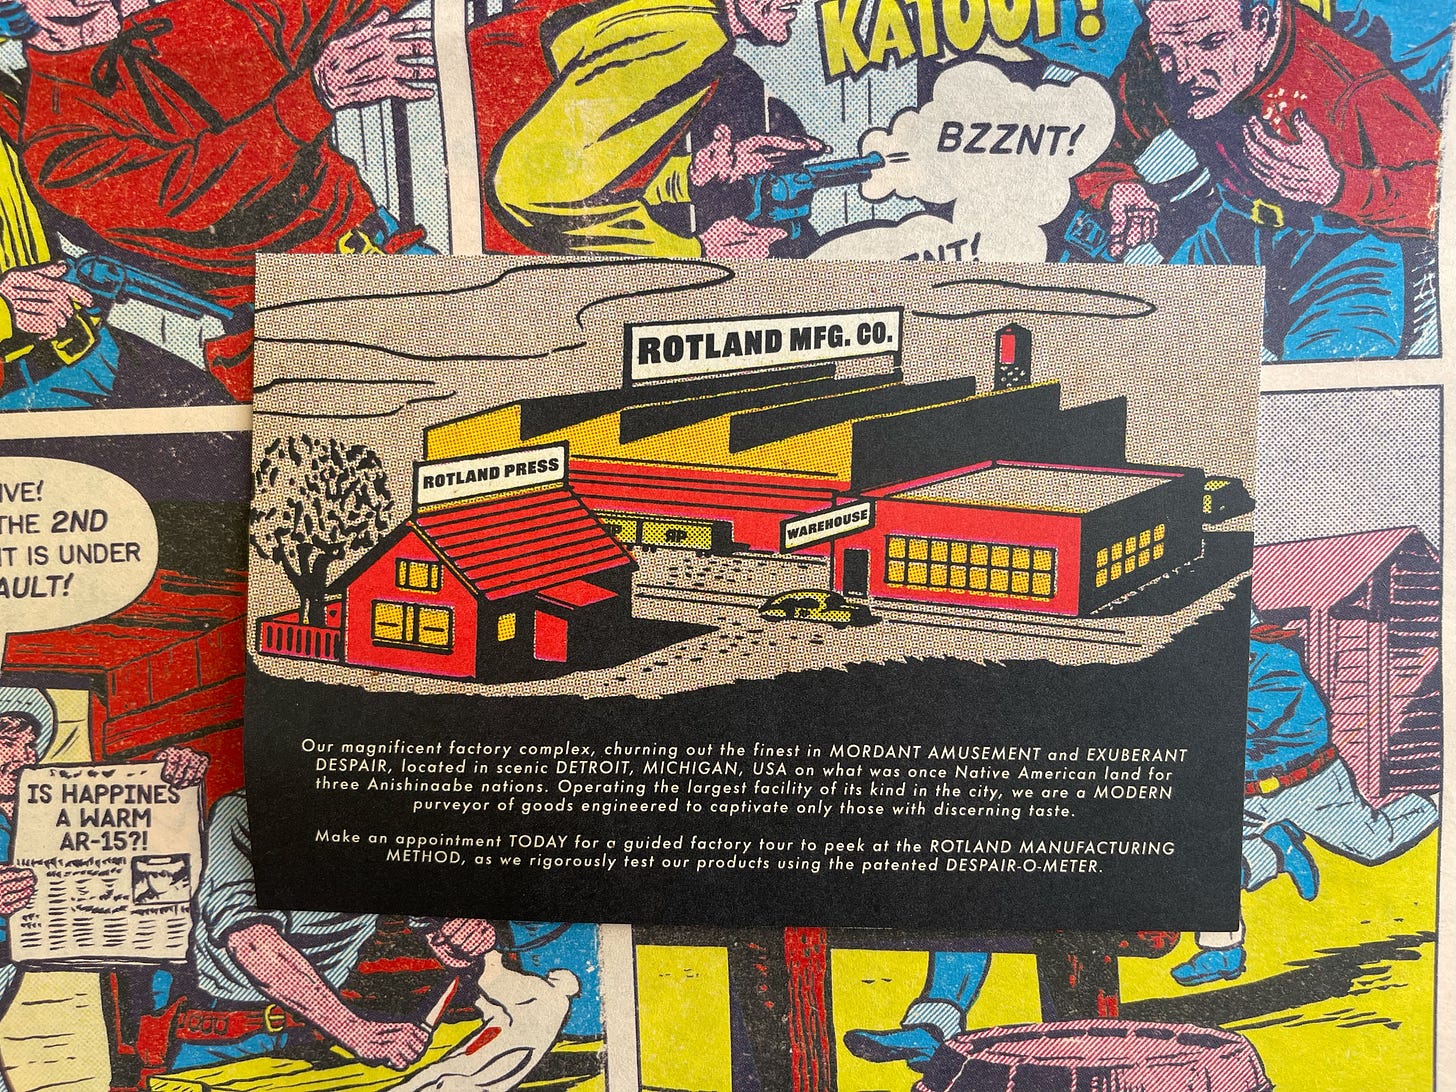 KATOOF!
BZZNT!
ZNT!
ROTLAND MFG. CO.
ROTLAND PRESS
WAREHOUSE
IVE!
THE 2ND
IT IS UNDER
AULT!
IS HAPPINES
A WARM
AR-15?!
Our magnificent factory complex, churning out the finest in MORDANT AMUSEMENT and EXUBERANT
DESPAIR, located in scenic DETROIT, MICHIGAN, USA on what was once Native American land for
three Anishinaabe nations. Operating the largest facility of its kind in the city, we are a MODERN
purveyor of goods engineered to captivate only those with discerning taste.
Make an appointment TODAY for a guided factory tour to peek at the ROTLAND MANUFACTURING
METHOD, as we rigorously test our products using the patented DESPAIR-O-METER.